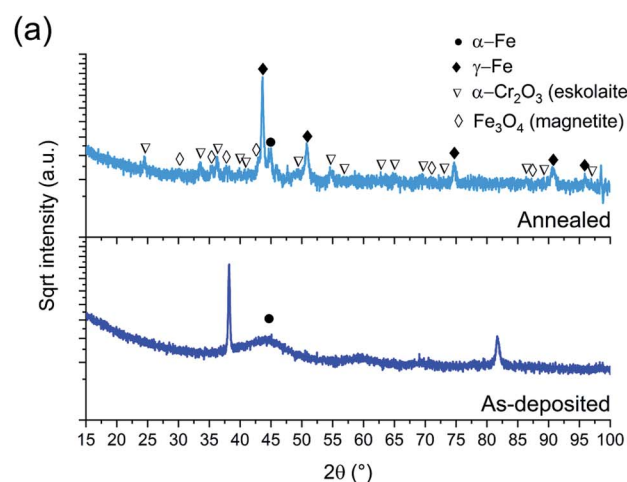 (a)
α–Fe
γ–Fe
α–Cr₂O₃ (eskolaite
Fe₃O₄ (magnetite)
Sqrt intensity (a.u.)
Annealed
As-deposited
15 20 25 30 35 40 45 50 55 60 65 70 75 80 85 90 95 100
2θ (°)